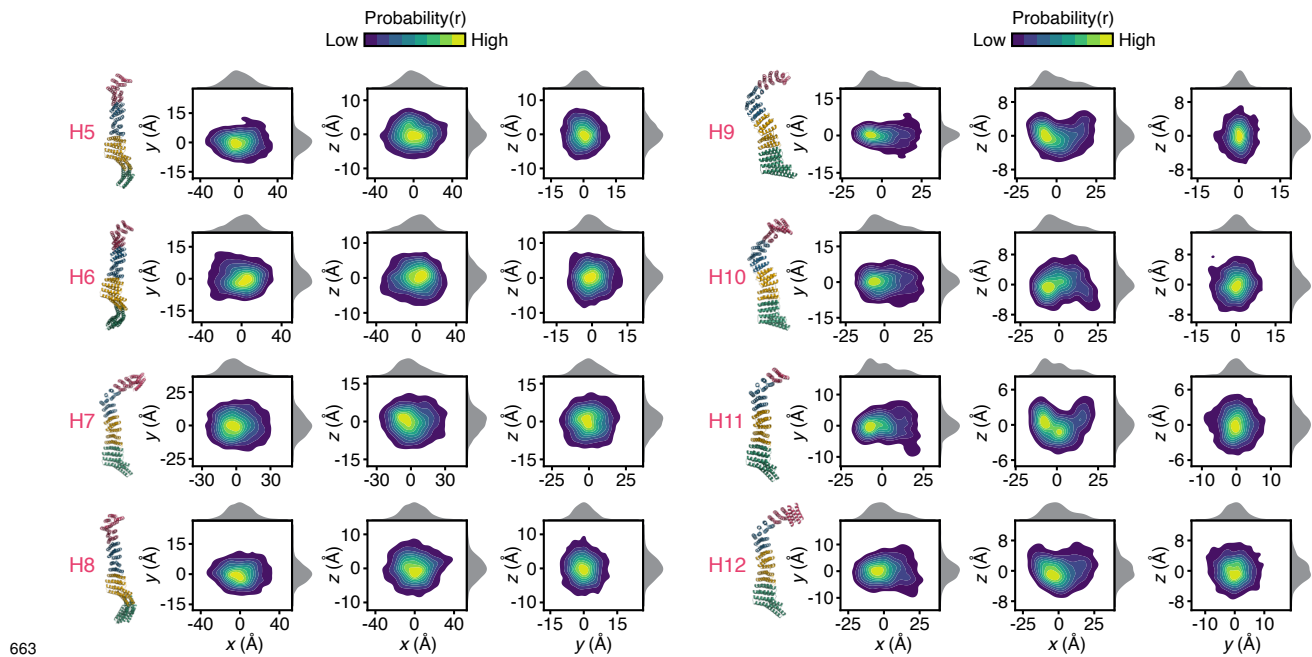 Probability(r)
Low High
Probability(r)
Low High
H5
y (Å)
15
0
-15
-40 0 40
z (Å)
10
0
-10
-40 0 40
z (Å)
10
0
-10
-15 0 15
H9
y (Å)
15
0
-15
-25 0 25
z (Å)
8
0
-8
-25 0 25
z (Å)
8
0
-8
-15 0 15
H6
y (Å)
15
0
-15
-40 0 40
z (Å)
10
0
-10
-40 0 40
z (Å)
10
0
-10
-15 0 15
H10
y (Å)
15
0
-15
-25 0 25
z (Å)
8
0
-8
-25 0 25
z (Å)
8
0
-8
-15 0 15
H7
y (Å)
25
0
-25
-30 0 30
z (Å)
15
0
-15
-30 0 30
z (Å)
15
0
-15
-25 0 25
H11
y (Å)
10
0
-10
-25 0 25
z (Å)
6
0
-6
-25 0 25
z (Å)
6
0
-6
-10 0 10
H8
y (Å)
15
0
-15
-40 0 40
x (Å)
z (Å)
10
0
-10
-40 0 40
x (Å)
z (Å)
10
0
-10
-15 0 15
y (Å)
H12
y (Å)
10
0
-10
-25 0 25
x (Å)
z (Å)
8
0
-8
-25 0 25
x (Å)
z (Å)
8
0
-8
-10 0 10
y (Å)
663